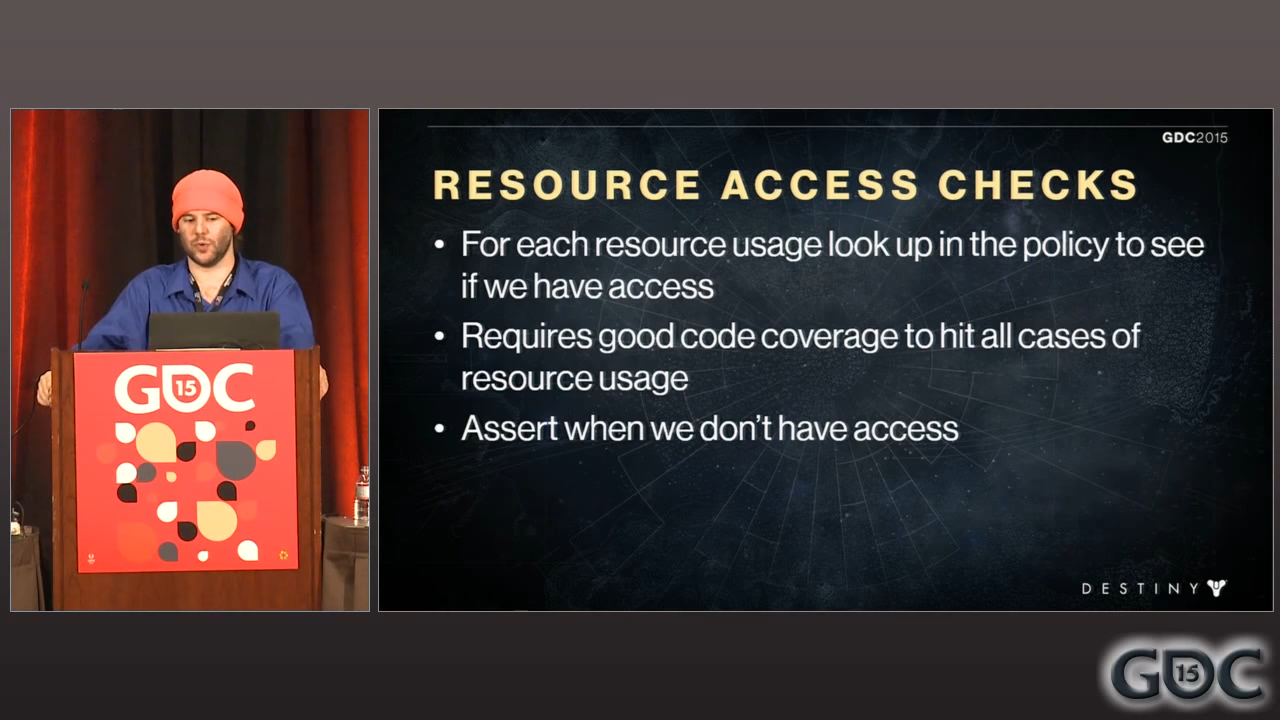 GDC2015
RESOURCE ACCESS CHECKS
• For each resource usage look up in the policy to see
if we have access
• Requires good code coverage to hit all cases of
resource usage
• Assert when we don't have access
DESTINY
GDC
15
GDC
15